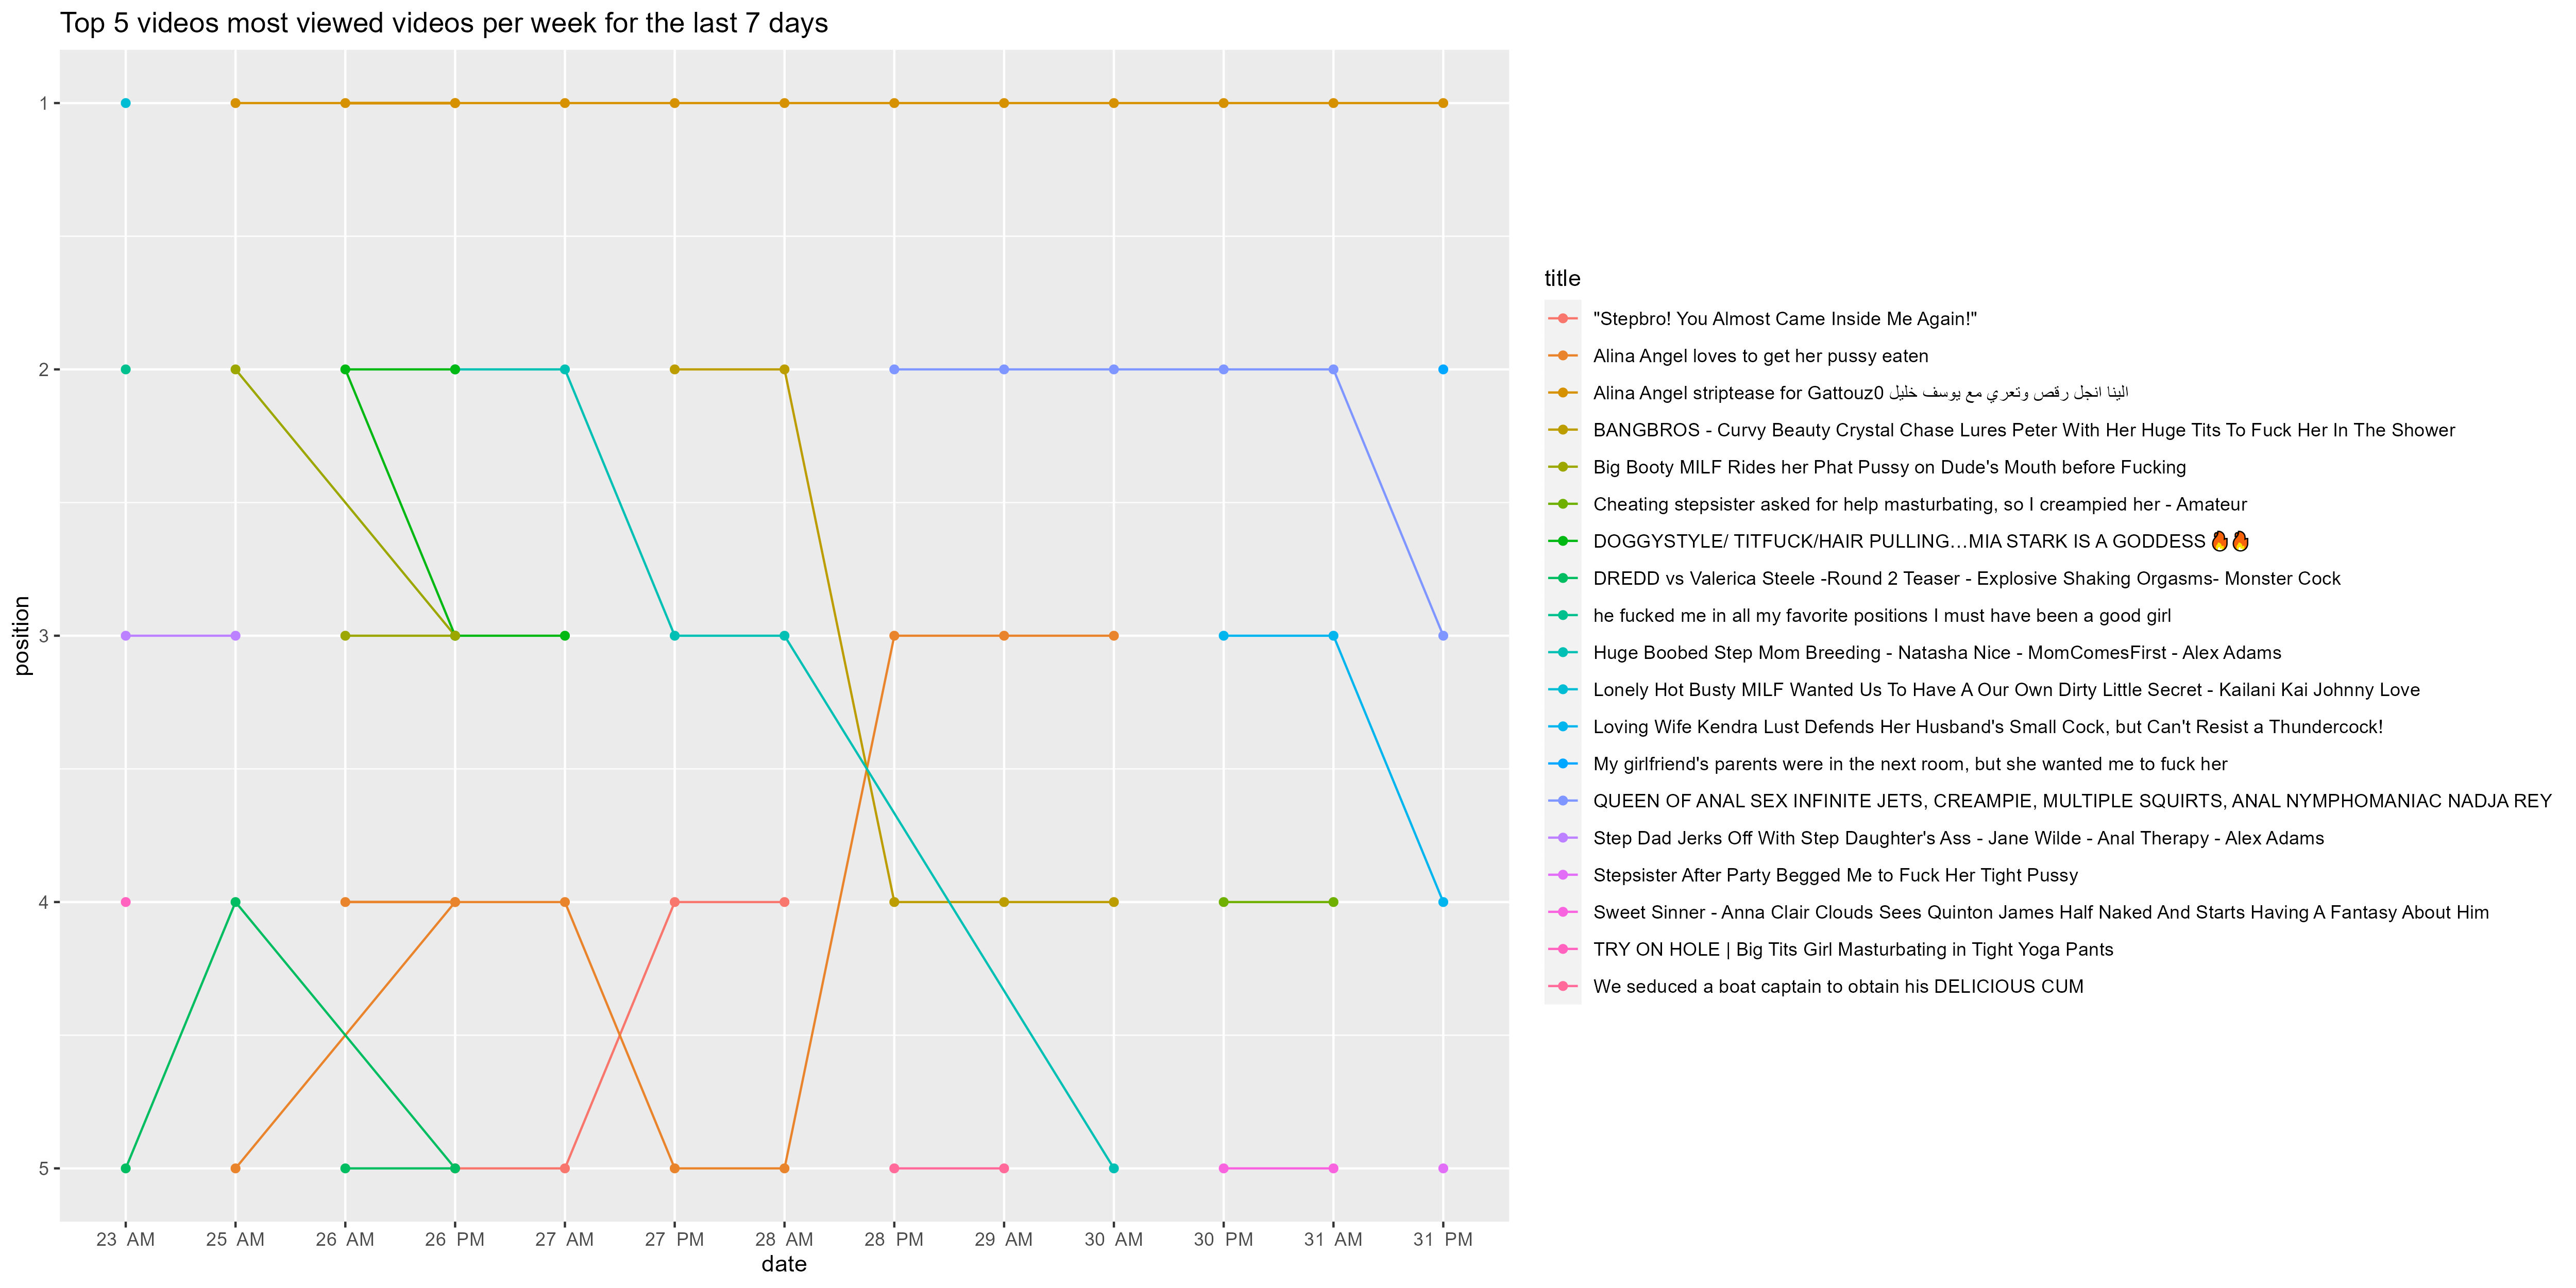 Top 5 videos most viewed videos per week for the last 7 days
position
1
2
3
4
5
23 AM
25 AM
26 AM
26 PM
27 AM
27 PM
28 AM
28 PM
29 AM
30 AM
30 PM
31 AM
31 PM
date
title
"Stepbro! You Almost Came Inside Me Again!"
Alina Angel loves to get her pussy eaten
Alina Angel striptease for Gattouz0 الينا انجل رقص وتعري مع يوسف خليل
BANGBROS - Curvy Beauty Crystal Chase Lures Peter With Her Huge Tits To Fuck Her In The Shower
Big Booty MILF Rides her Phat Pussy on Dude's Mouth before Fucking
Cheating stepsister asked for help masturbating, so I creampied her - Amateur
DOGGYSTYLE/ TITFUCK/HAIR PULLING…MIA STARK IS A GODDESS 🔥🔥
DREDD vs Valerica Steele -Round 2 Teaser - Explosive Shaking Orgasms- Monster Cock
he fucked me in all my favorite positions I must have been a good girl
Huge Boobed Step Mom Breeding - Natasha Nice - MomComesFirst - Alex Adams
Lonely Hot Busty MILF Wanted Us To Have A Our Own Dirty Little Secret - Kailani Kai Johnny Love
Loving Wife Kendra Lust Defends Her Husband's Small Cock, but Can't Resist a Thundercock!
My girlfriend's parents were in the next room, but she wanted me to fuck her
QUEEN OF ANAL SEX INFINITE JETS, CREAMPIE, MULTIPLE SQUIRTS, ANAL NYMPHOMANIAC NADJA REY
Step Dad Jerks Off With Step Daughter's Ass - Jane Wilde - Anal Therapy - Alex Adams
Stepsister After Party Begged Me to Fuck Her Tight Pussy
Sweet Sinner - Anna Clair Clouds Sees Quinton James Half Naked And Starts Having A Fantasy About Him
TRY ON HOLE | Big Tits Girl Masturbating in Tight Yoga Pants
We seduced a boat captain to obtain his DELICIOUS CUM